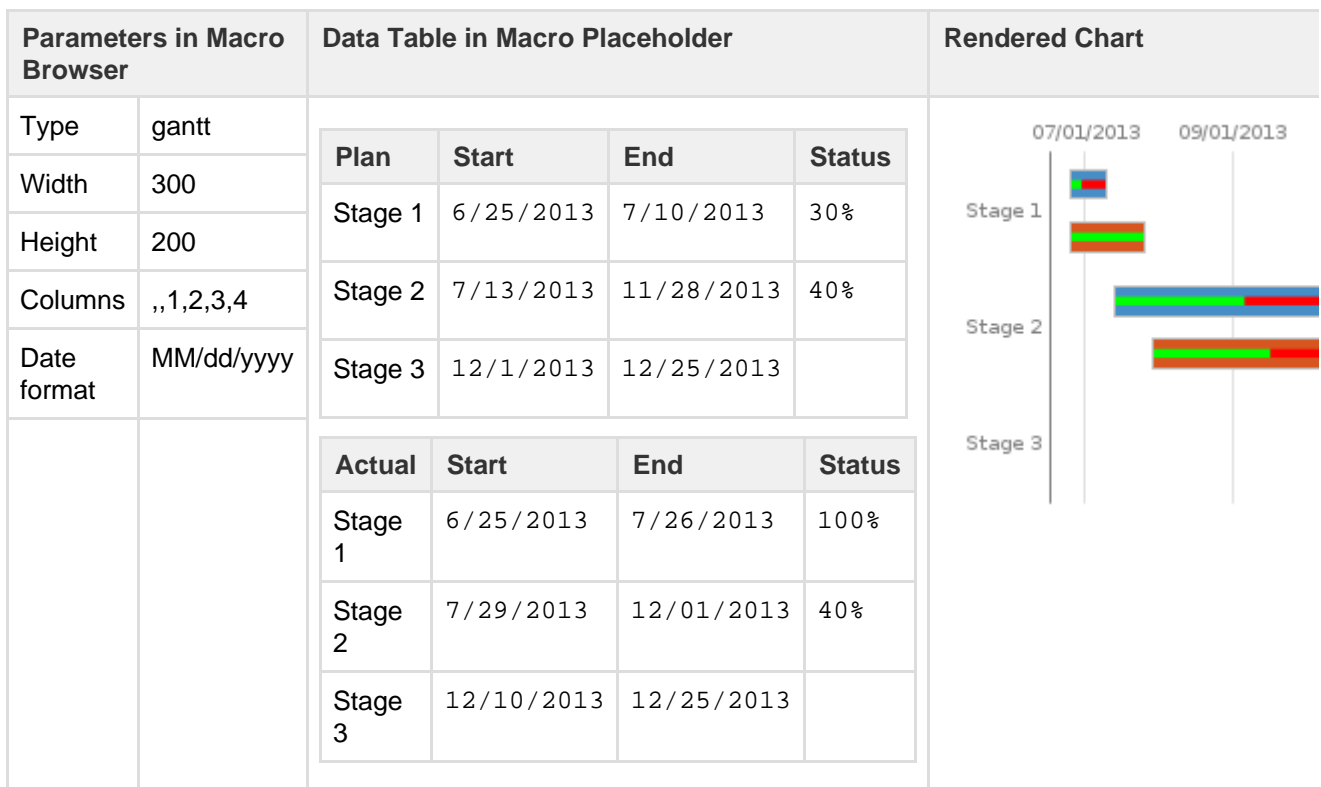 Parameters in Macro
Browser
Data Table in Macro Placeholder
Rendered Chart
Type gantt
Width 300
Height 200
Columns ,,1,2,3,4
Date
format
MM/dd/yyyy
Plan Start End Status
Stage 1 6/25/2013 7/10/2013 30%
Stage 2 7/13/2013 11/28/2013 40%
Stage 3 12/1/2013 12/25/2013
Actual Start End Status
Stage
1
6/25/2013 7/26/2013 100%
Stage
2
7/29/2013 12/01/2013 40%
Stage
3
12/10/2013 12/25/2013
07/01/2013 09/01/2013
Stage 1
Stage 2
Stage 3